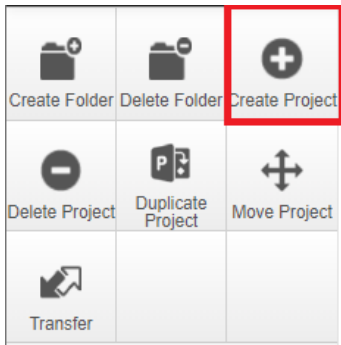 Create Folder
Delete Folder
Create Project
Delete Project
P
Duplicate
Project
Move Project
Transfer